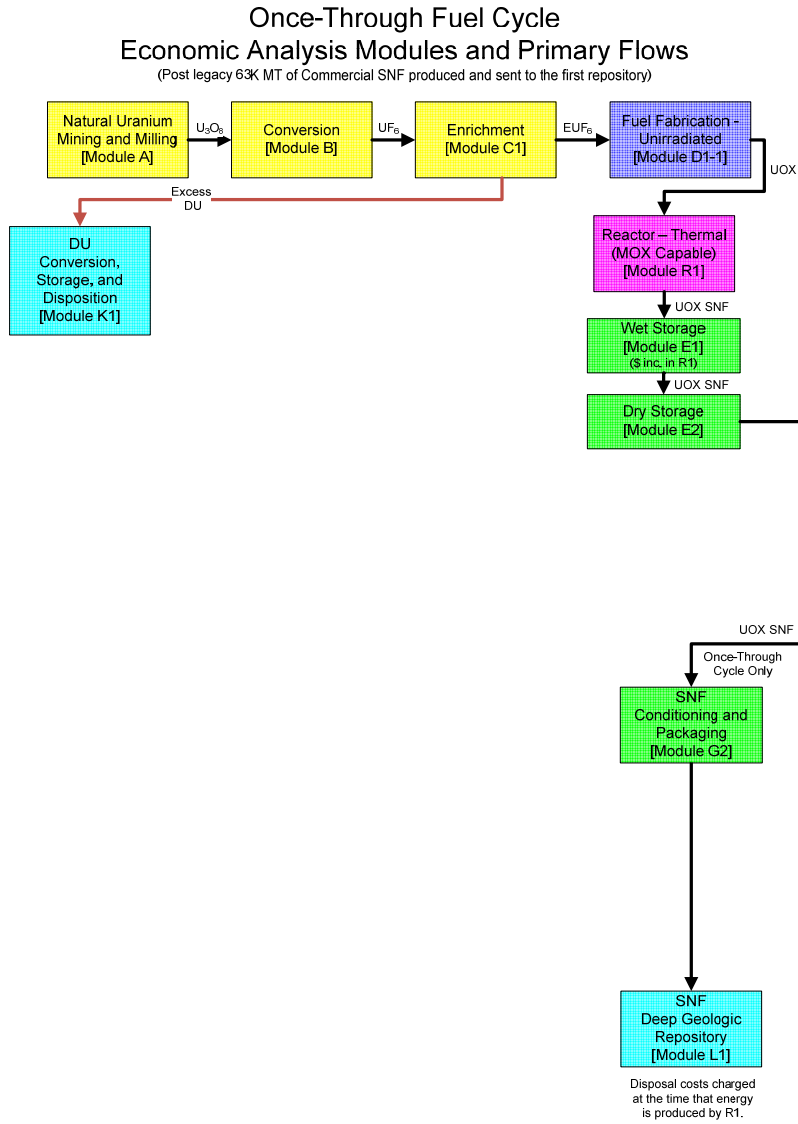 Once-Through Fuel Cycle
Economic Analysis Modules and Primary Flows
(Post legacy 63K MT of Commercial SNF produced and sent to the first repository)
Natural Uranium
Mining and Milling
[Module A]
U3O8
Conversion
[Module B]
UF6
Enrichment
[Module C1]
EUF6
Fuel Fabrication -
Unirradiated
[Module D1-1]
UOX
Excess
DU
DU
Conversion,
Storage, and
Disposition
[Module K1]
Reactor – Thermal
(MOX Capable)
[Module R1]
UOX SNF
Wet Storage
[Module E1]
($ inc. in R1)
UOX SNF
Dry Storage
[Module E2]
UOX SNF
Once-Through
Cycle Only
SNF
Conditioning and
Packaging
[Module G2]
SNF
Deep Geologic
Repository
[Module L1]
Disposal costs charged
at the time that energy
is produced by R1.